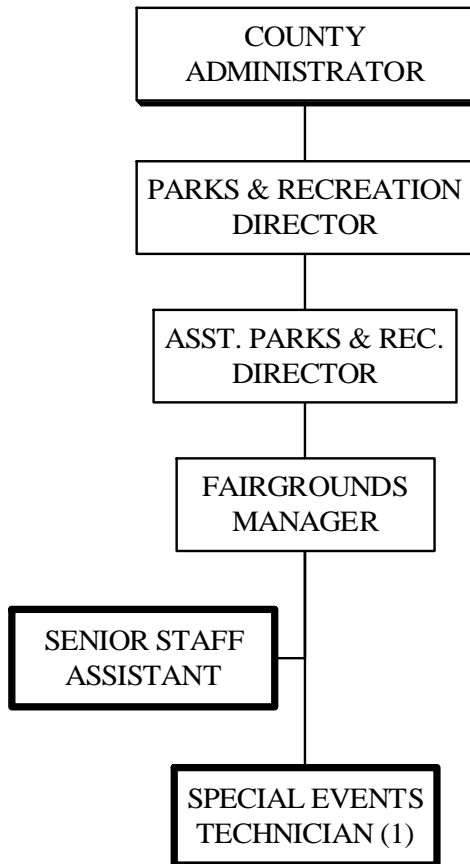 COUNTY
ADMINISTRATOR
PARKS & RECREATION
DIRECTOR
ASST. PARKS & REC.
DIRECTOR
FAIRGROUNDS
MANAGER
SENIOR STAFF
ASSISTANT
SPECIAL EVENTS
TECHNICIAN (1)